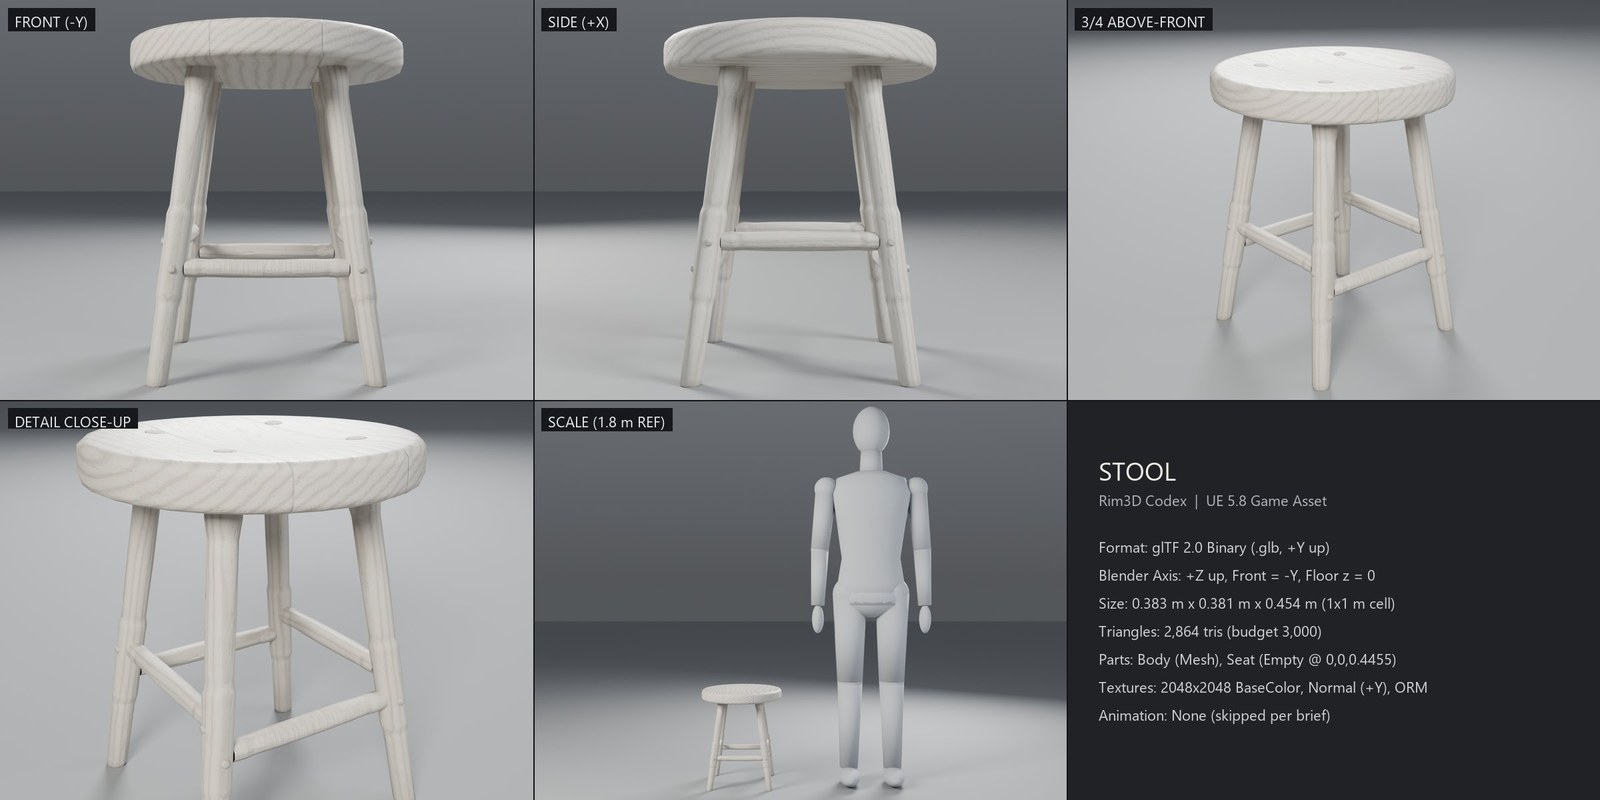 FRONT (-Y)
SIDE (+X)
3/4 ABOVE-FRONT
DETAIL CLOSE-UP
SCALE (1.8 m REF)
STOOL
Rim3D Codex | UE 5.8 Game Asset
Format: glTF 2.0 Binary (.glb, +Y up)
Blender Axis: +Z up, Front = -Y, Floor z = 0
Size: 0.383 m x 0.381 m x 0.454 m (1x1 m cell)
Triangles: 2,864 tris (budget 3,000)
Parts: Body (Mesh), Seat (Empty @ 0,0,0.4455)
Textures: 2048x2048 BaseColor, Normal (+Y), ORM
Animation: None (skipped per brief)